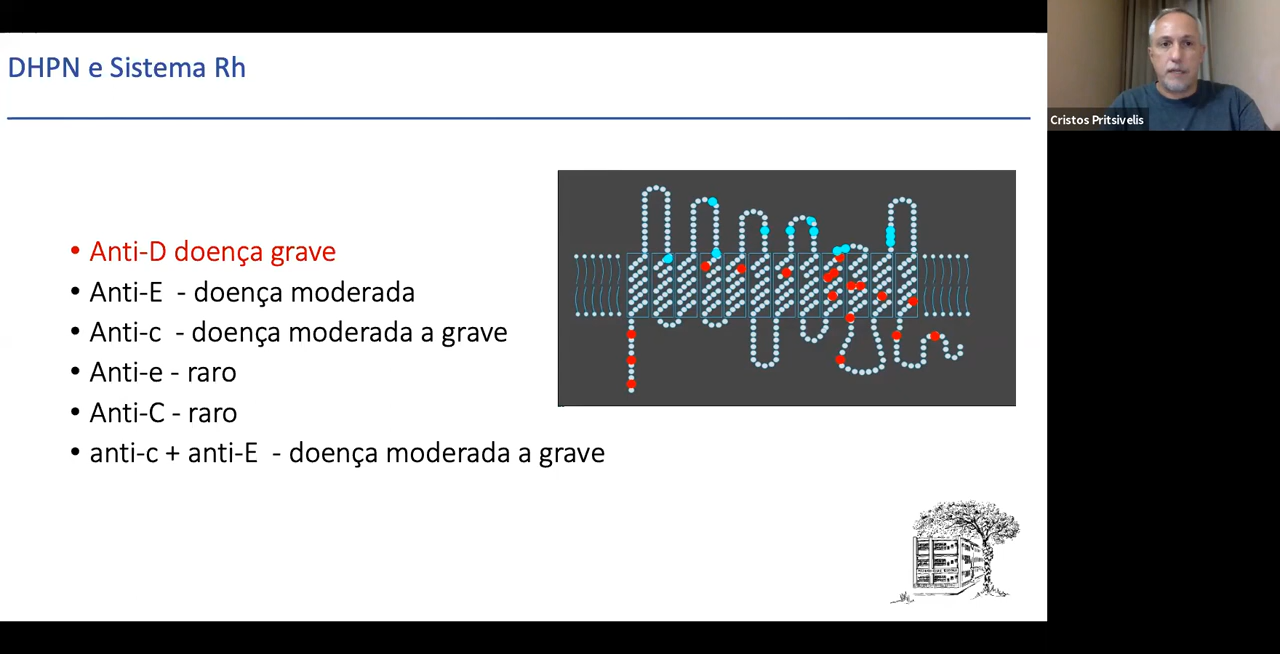 DHPN e Sistema Rh
Cristos Pritsivelis
• Anti-D doença grave
• Anti-E - doença moderada
• Anti-c - doença moderada a grave
• Anti-e - raro
• Anti-C - raro
• anti-c + anti-E - doença moderada a grave